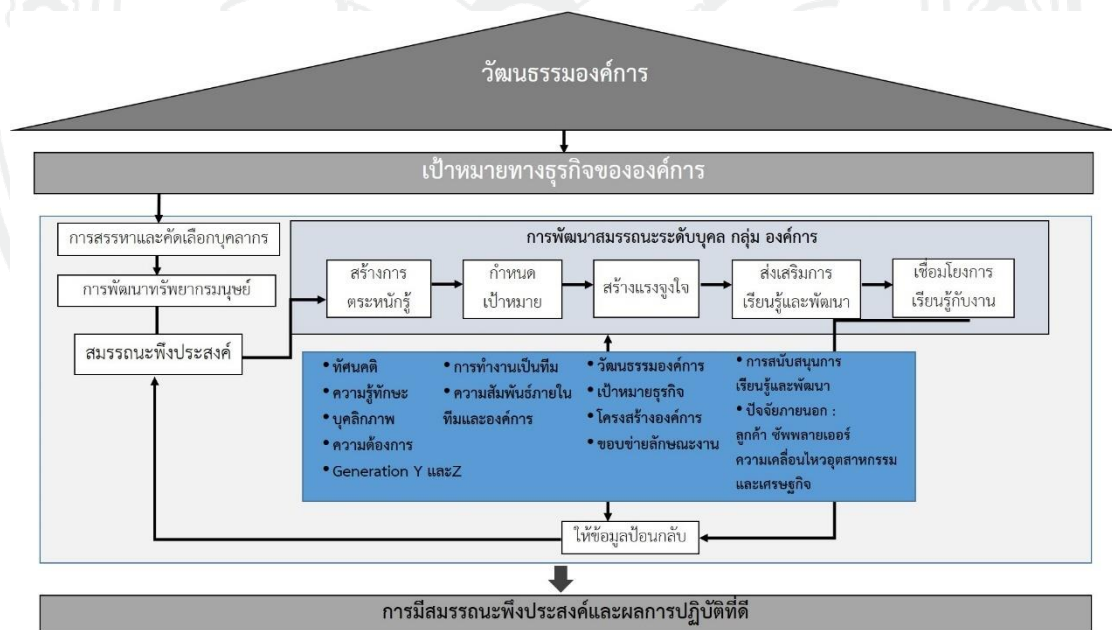 วัฒนธรรมองค์การ
เป้าหมายทางธุรกิจขององค์การ
การสรรหาและคัดเลือกบุคลากร
การพัฒนาทรัพยากรมนุษย์
สมรรถนะพึงประสงค์
การพัฒนาสมรรถนะระดับบุคล กลุ่ม องค์การ
สร้างการ
ตระหนักรู้
กำหนด
เป้าหมาย
สร้างแรงจูงใจ
ส่งเสริมการ
เรียนรู้และพัฒนา
เชื่อมโยงการ
เรียนรู้กับงาน
• ทัศนคติ
• ความรู้ทักษะ
• บุคลิกภาพ
• ความต้องการ
• Generation Y และZ
• การทำงานเป็นทีม
• ความสัมพันธ์ภายใน
ทีมและองค์การ
• วัฒนธรรมองค์การ
• เป้าหมายธุรกิจ
• โครงสร้างองค์การ
• ขอบข่ายลักษณะงาน
• การสนับสนุนการ
เรียนรู้และพัฒนา
• ปัจจัยภายนอก :
ลูกค้า ซัพพลายเออร์
ความเคลื่อนไหวอุตสาหกรรม
และเศรษฐกิจ
ให้ข้อมูลป้อนกลับ
การมีสมรรถนะพึงประสงค์และผลการปฏิบัติที่ดี